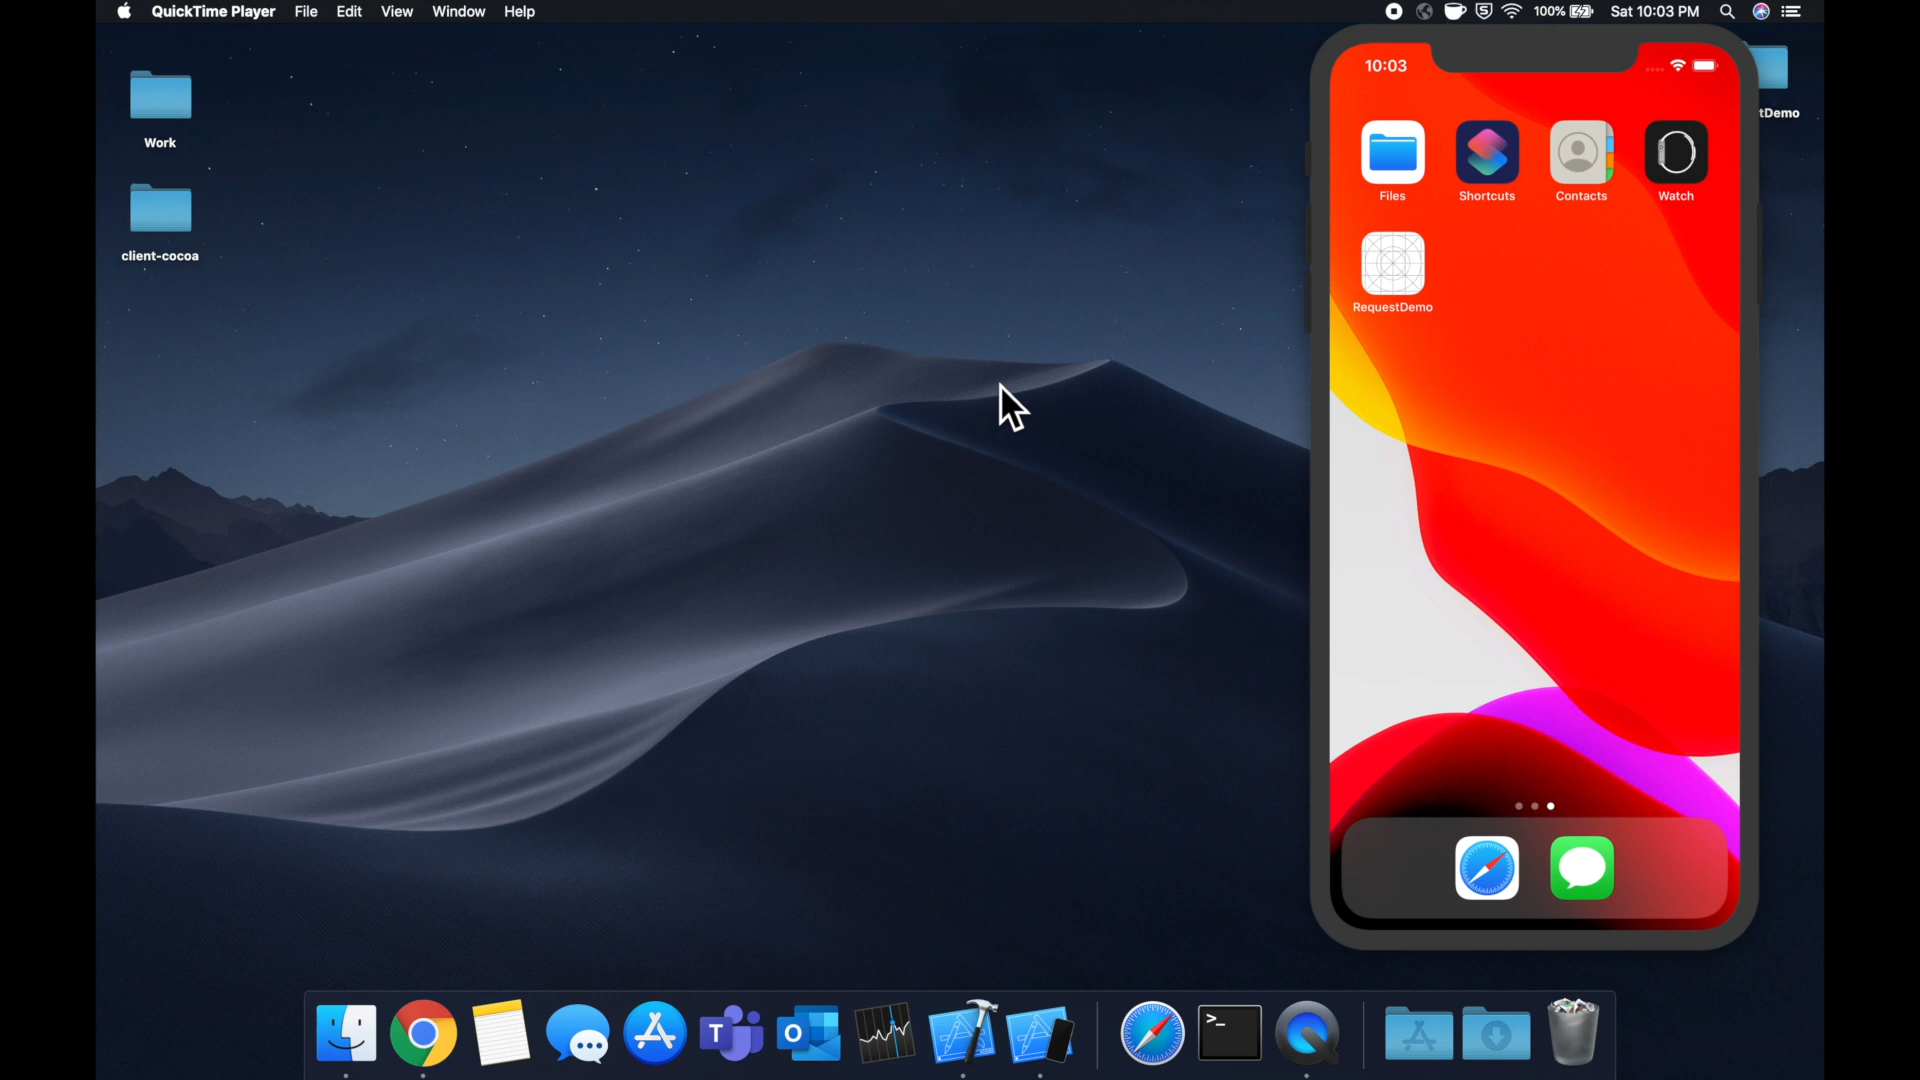 QuickTime Player File Edit View Window Help
100% Sat 10:03 PM
Work
client-cocoa
tDemo
10:03
Files Shortcuts Contacts Watch
RequestDemo
T
O
>_